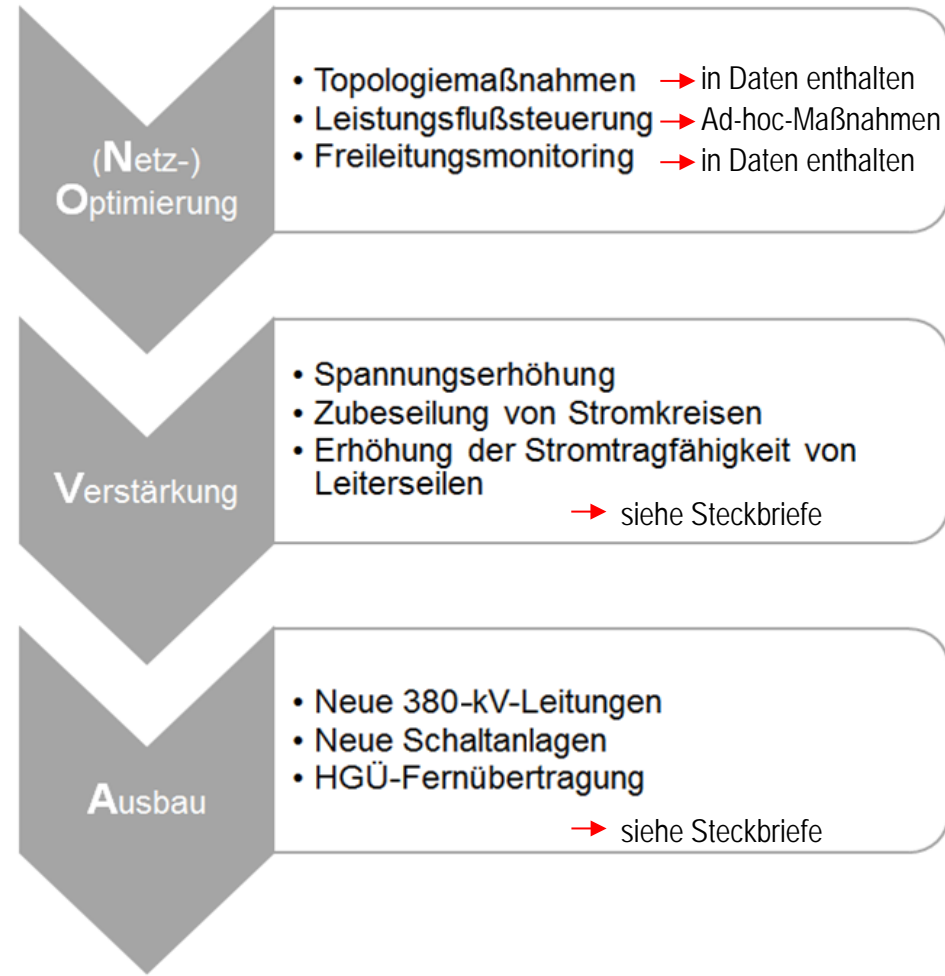 (Netz-)
Optimierung
• Topologiemaßnahmen → in Daten enthalten
• Leistungsflußsteuerung → Ad-hoc-Maßnahmen
• Freileitungsmonitoring → in Daten enthalten
Verstärkung
• Spannungserhöhung
• Zubeseilung von Stromkreisen
• Erhöhung der Stromtragfähigkeit von
Leiterseilen
→ siehe Steckbriefe
Ausbau
• Neue 380-kV-Leitungen
• Neue Schaltanlagen
• HGÜ-Fernübertragung
→ siehe Steckbriefe